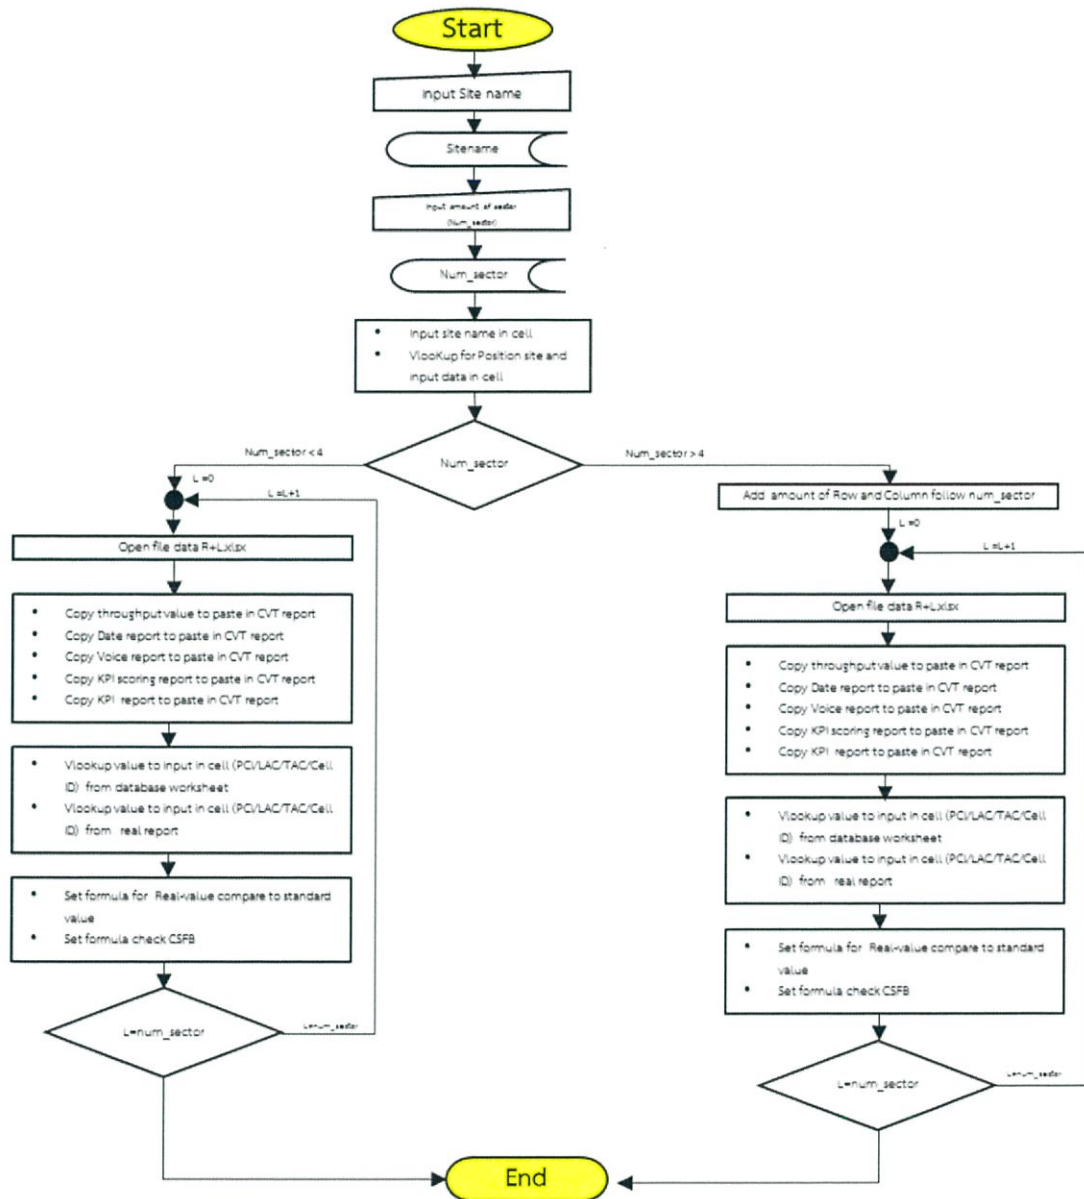 Start
Input Site name
Sitename
Input amount of sector
(Num_sector)
Num_sector
• Input site name in cell
• VlooKup for Position site and
input data in cell
Num_sector
Num_sector < 4
Num_sector > 4
L =0
L =L+1
Open file data R+L.xlsx
• Copy throughput value to paste in CVT report
• Copy Date report to paste in CVT report
• Copy Voice report to paste in CVT report
• Copy KPI scoring report to paste in CVT report
• Copy KPI report to paste in CVT report
• Vlookup value to input in cell (PCI/LAC/TAC/Cell
ID) from database worksheet
• Vlookup value to input in cell (PCI/LAC/TAC/Cell
ID) from real report
• Set formula for Real-value compare to standard
value
• Set formula check CSFB
L=num_sector
Add amount of Row and Column follow num_sector
L =0
L =L+1
Open file data R+L.xlsx
• Copy throughput value to paste in CVT report
• Copy Date report to paste in CVT report
• Copy Voice report to paste in CVT report
• Copy KPI scoring report to paste in CVT report
• Copy KPI report to paste in CVT report
• Vlookup value to input in cell (PCI/LAC/TAC/Cell
ID) from database worksheet
• Vlookup value to input in cell (PCI/LAC/TAC/Cell
ID) from real report
• Set formula for Real-value compare to standard
value
• Set formula check CSFB
L=num_sector
End